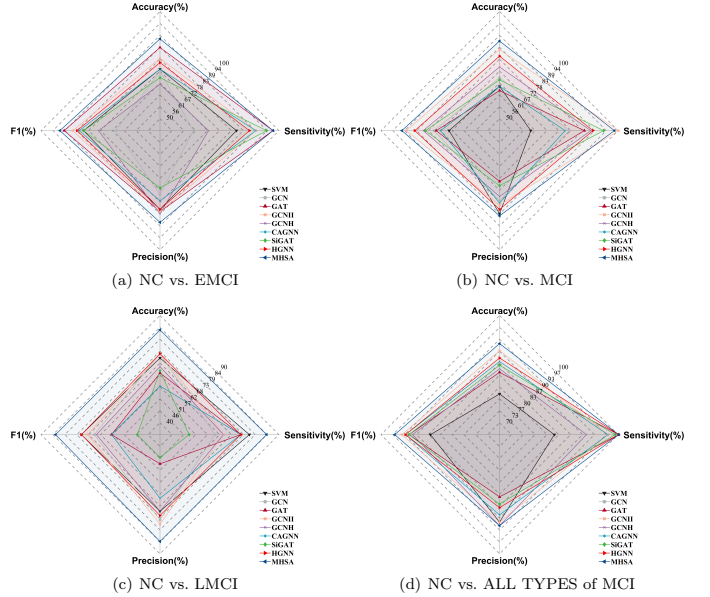 Accuracy(%)
100
94
89
83
78
72
67
61
56
50
F1(%)
Sensitivity(%)
Precision(%)
SVM
GCN
GAT
GCNII
GCNH
CAGNN
SiGAT
HGNN
MHSA
(a) NC vs. EMCI
Accuracy(%)
100
94
89
83
78
72
67
61
56
50
F1(%)
Sensitivity(%)
Precision(%)
SVM
GCN
GAT
GCNII
GCNH
CAGNN
SiGAT
HGNN
MHSA
(b) NC vs. MCI
Accuracy(%)
90
84
79
73
68
62
57
51
46
40
F1(%)
Sensitivity(%)
Precision(%)
SVM
GCN
GAT
GCNII
GCNH
CAGNN
SiGAT
HGNN
MHSA
(c) NC vs. LMCI
Accuracy(%)
100
97
93
90
87
83
80
77
73
70
F1(%)
Sensitivity(%)
Precision(%)
SVM
GCN
GAT
GCNII
GCNH
CAGNN
SiGAT
HGNN
MHSA
(d) NC vs. ALL TYPES of MCI